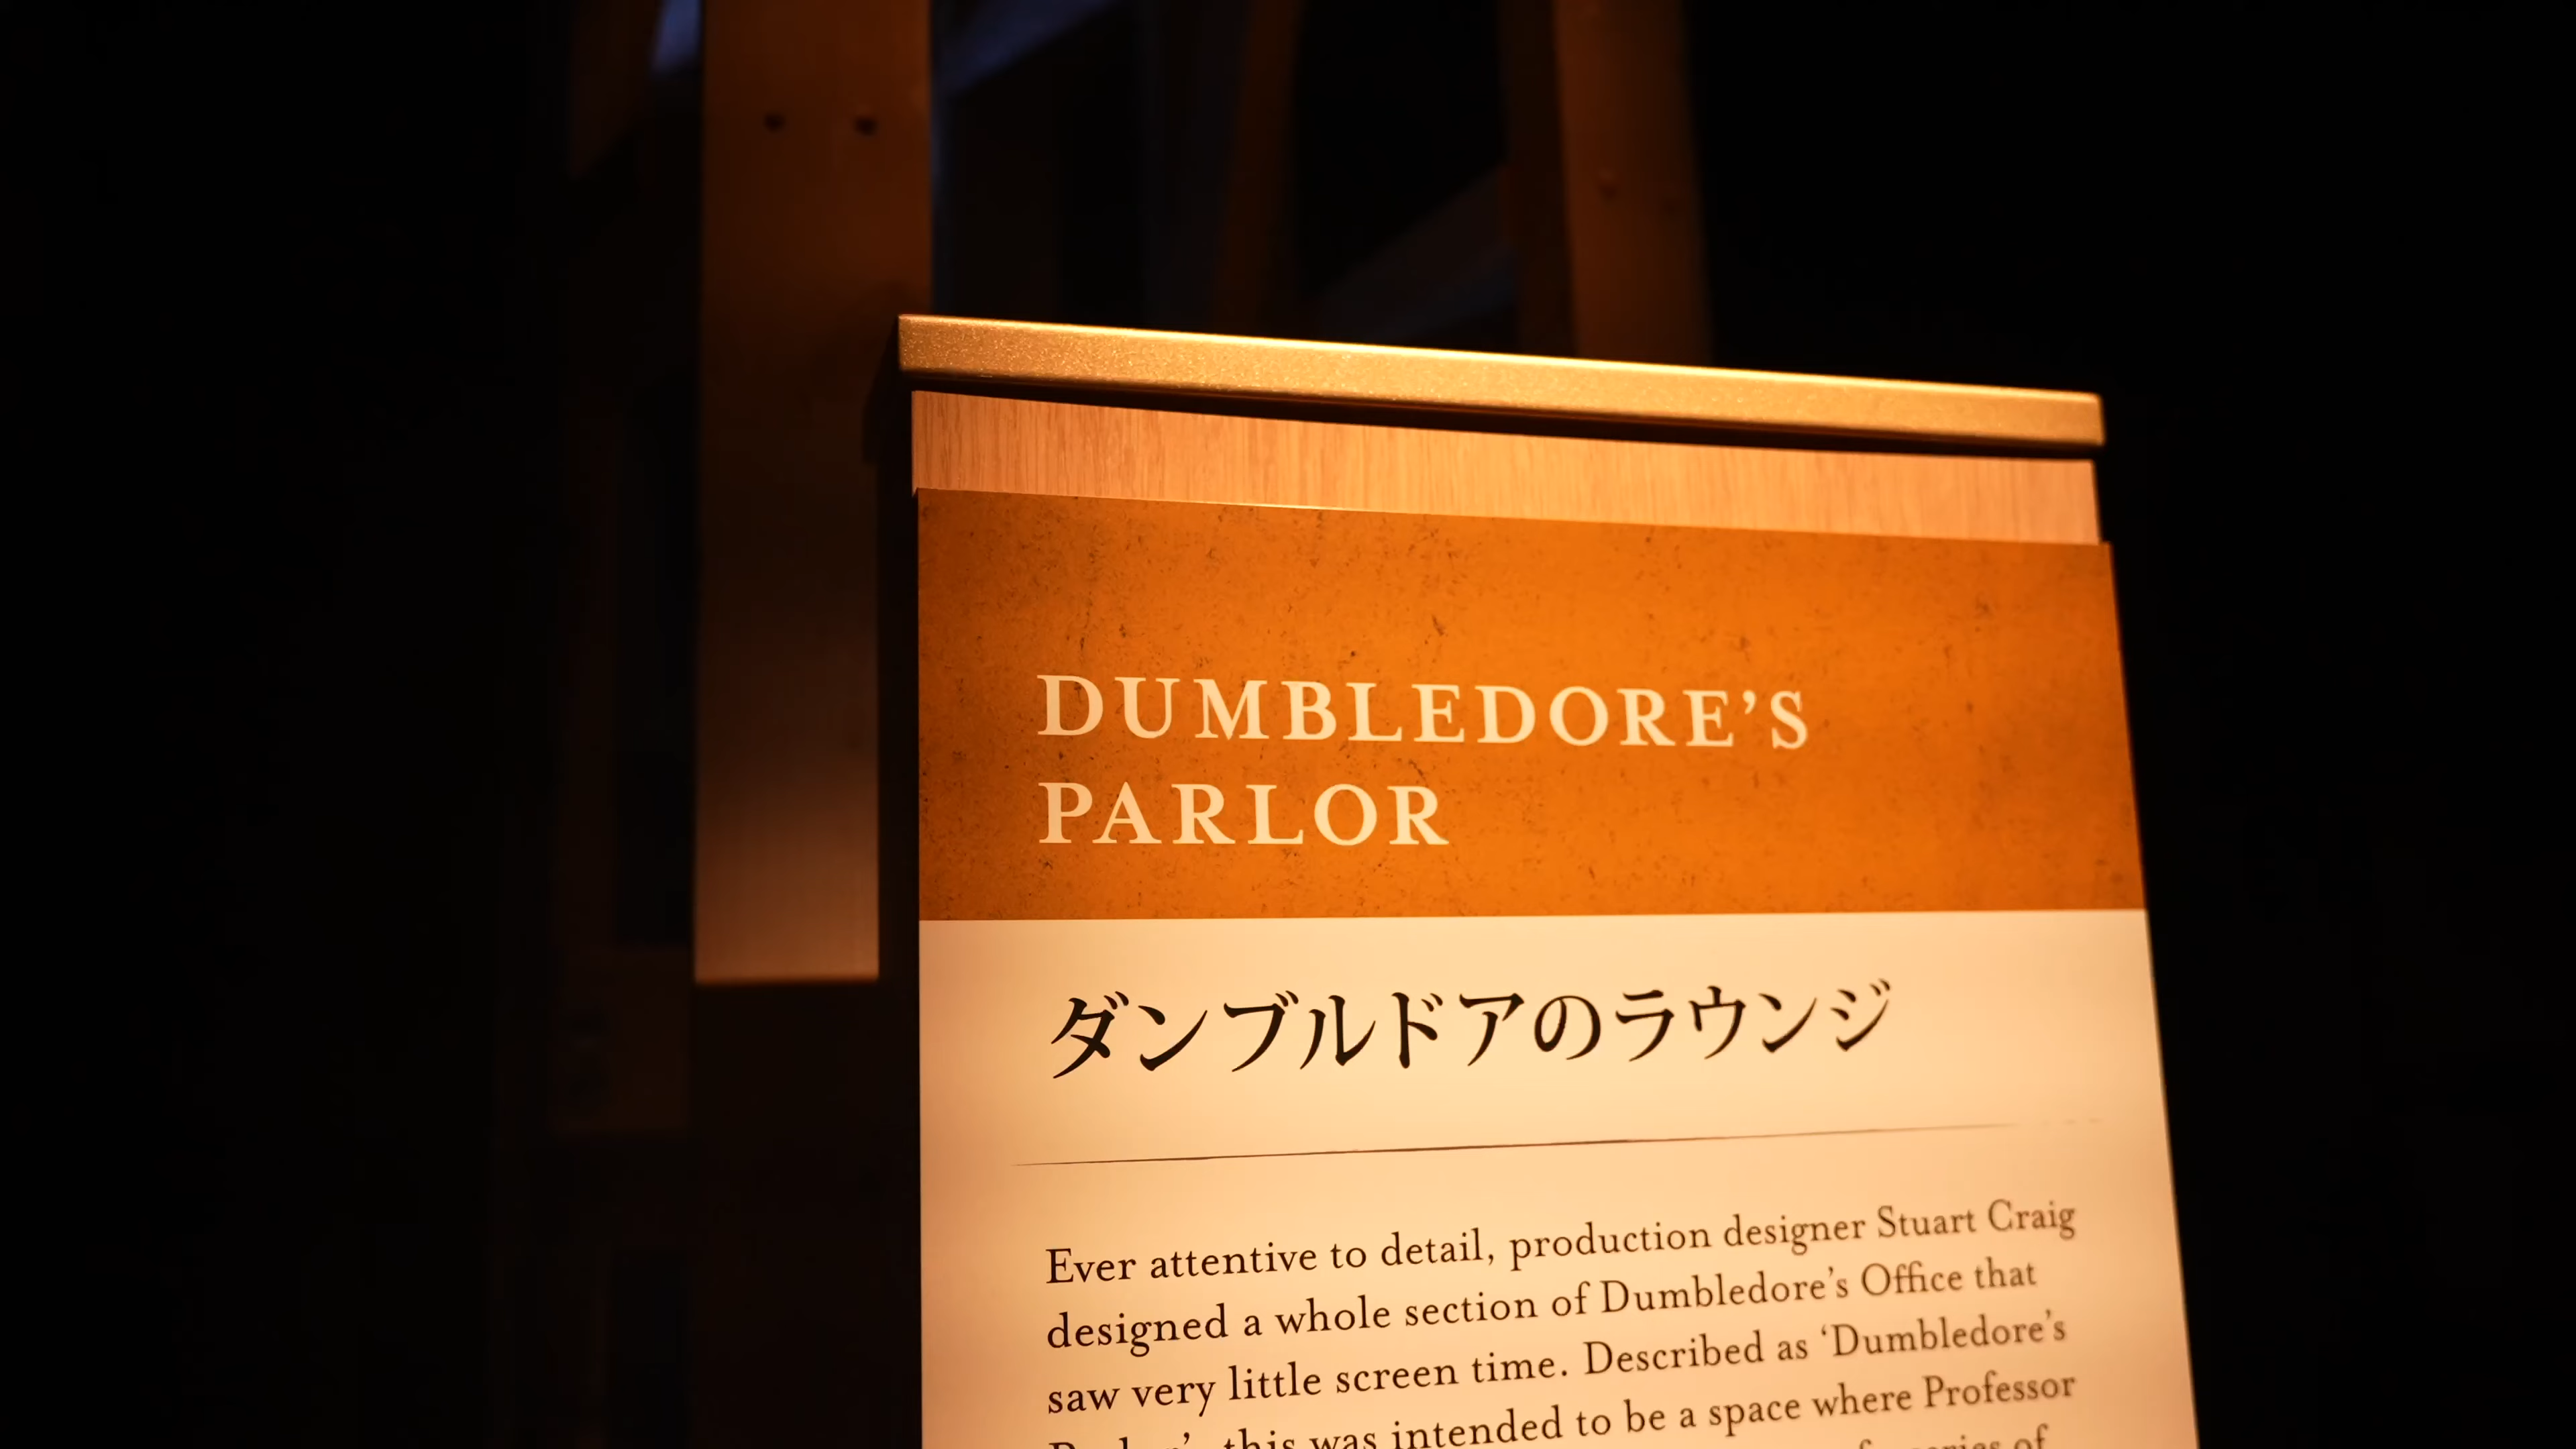 DUMBLEDORE’S
PARLOR
ダンブルドアのラウンジ
Ever attentive to detail, production designer Stuart Craig
designed a whole section of Dumbledore’s Office that
saw very little screen time. Described as ‘Dumbledore’s
this was intended to be a space where Professor
of